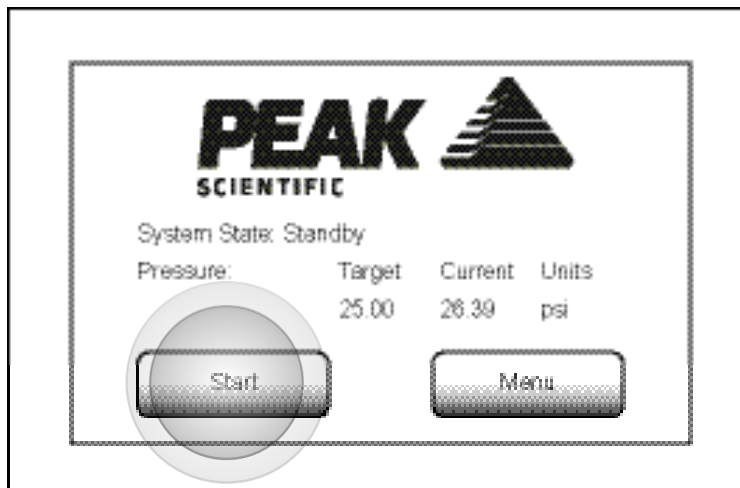 PEAK
SCIENTIFIC
System State: Standby
Pressure: Target Current Units
25.00 26.39 psi
Start Menu